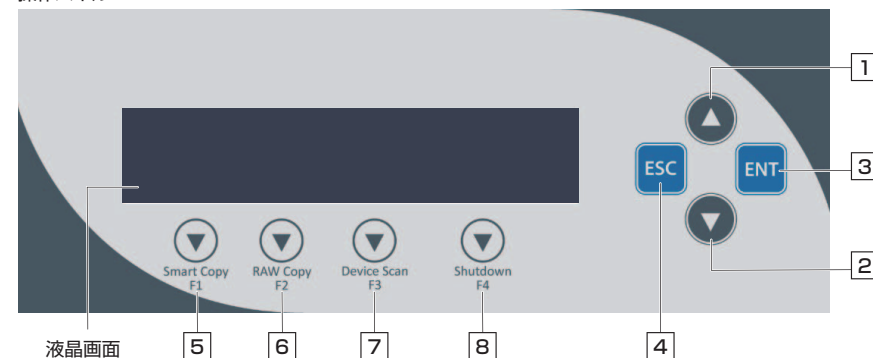 1
ESC
ENT
3
Smart Copy
F1
RAW Copy
F2
Device Scan
F3
Shutdown
F4
2
液晶画面
5
6
7
8
4